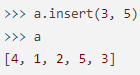 >>> a.insert(3, 5)
>>> a
[4, 1, 2, 5, 3]